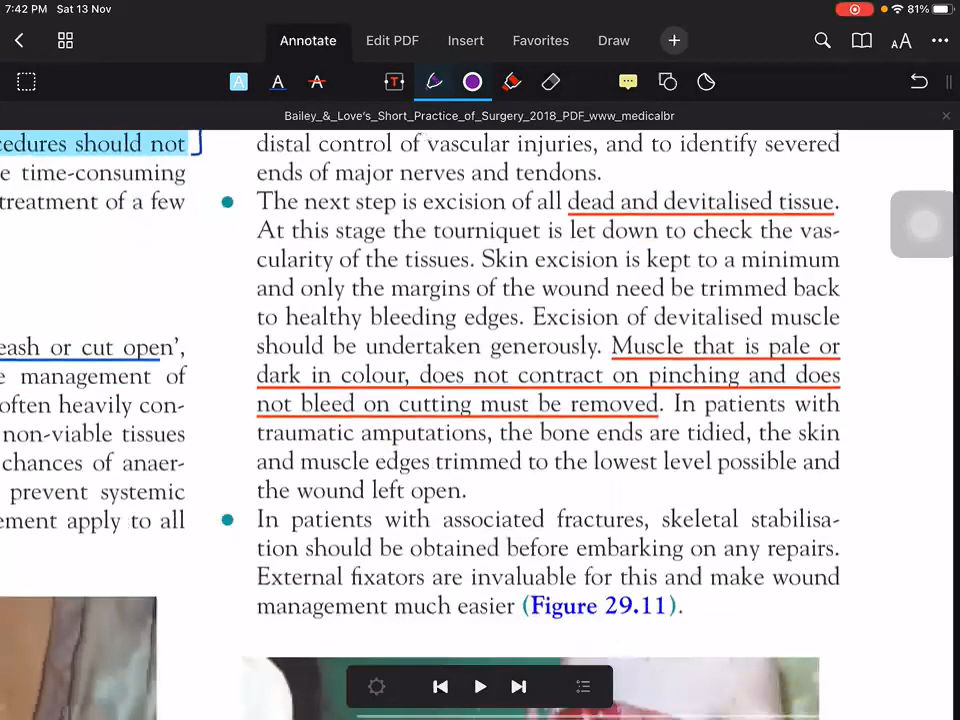 7:42 PM Sat 13 Nov
81%
Annotate Edit PDF Insert Favorites Draw
AA
A A A T
Bailey_&_Love's_Short_Practice_of_Surgery_2018_PDF_www_medicalbr
cedures should not
e time-consuming
treatment of a few
eash or cut open',
e management of
often heavily con-
non-viable tissues
chances of anaer-
prevent systemic
ement apply to all
distal control of vascular injuries, and to identify severed
ends of major nerves and tendons.
The next step is excision of all dead and devitalised tissue.
At this stage the tourniquet is let down to check the vas-
cularity of the tissues. Skin excision is kept to a minimum
and only the margins of the wound need be trimmed back
to healthy bleeding edges. Excision of devitalised muscle
should be undertaken generously. Muscle that is pale or
dark in colour, does not contract on pinching and does
not bleed on cutting must be removed. In patients with
traumatic amputations, the bone ends are tidied, the skin
and muscle edges trimmed to the lowest level possible and
the wound left open.
In patients with associated fractures, skeletal stabilisa-
tion should be obtained before embarking on any repairs.
External fixators are invaluable for this and make wound
management much easier (Figure 29.11).